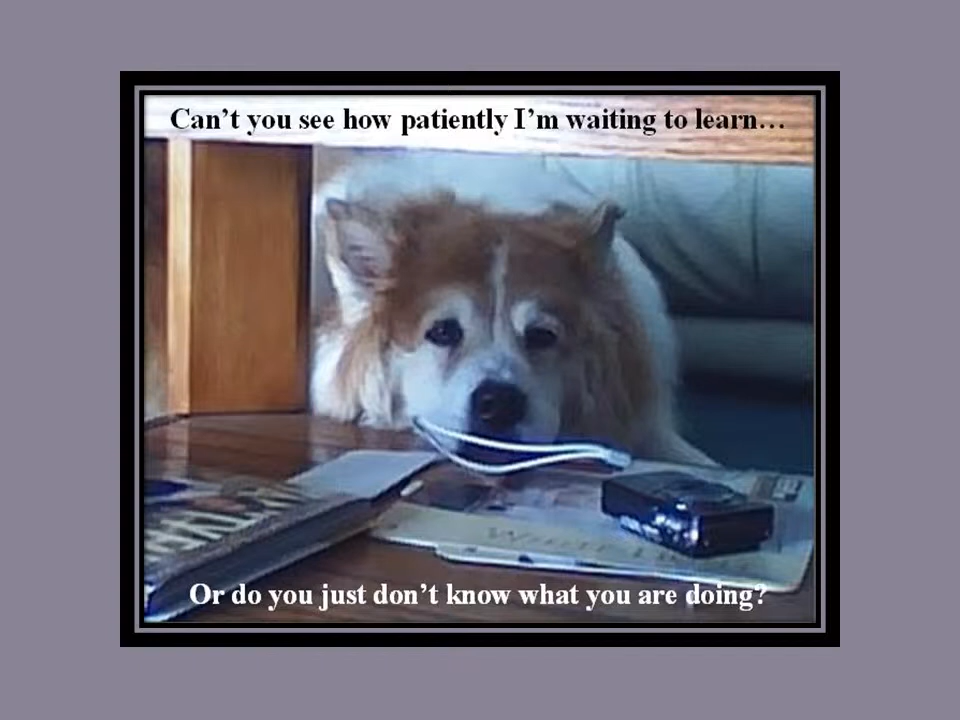 Can’t you see how patiently I’m waiting to learn…
Or do you just don’t know what you are doing?